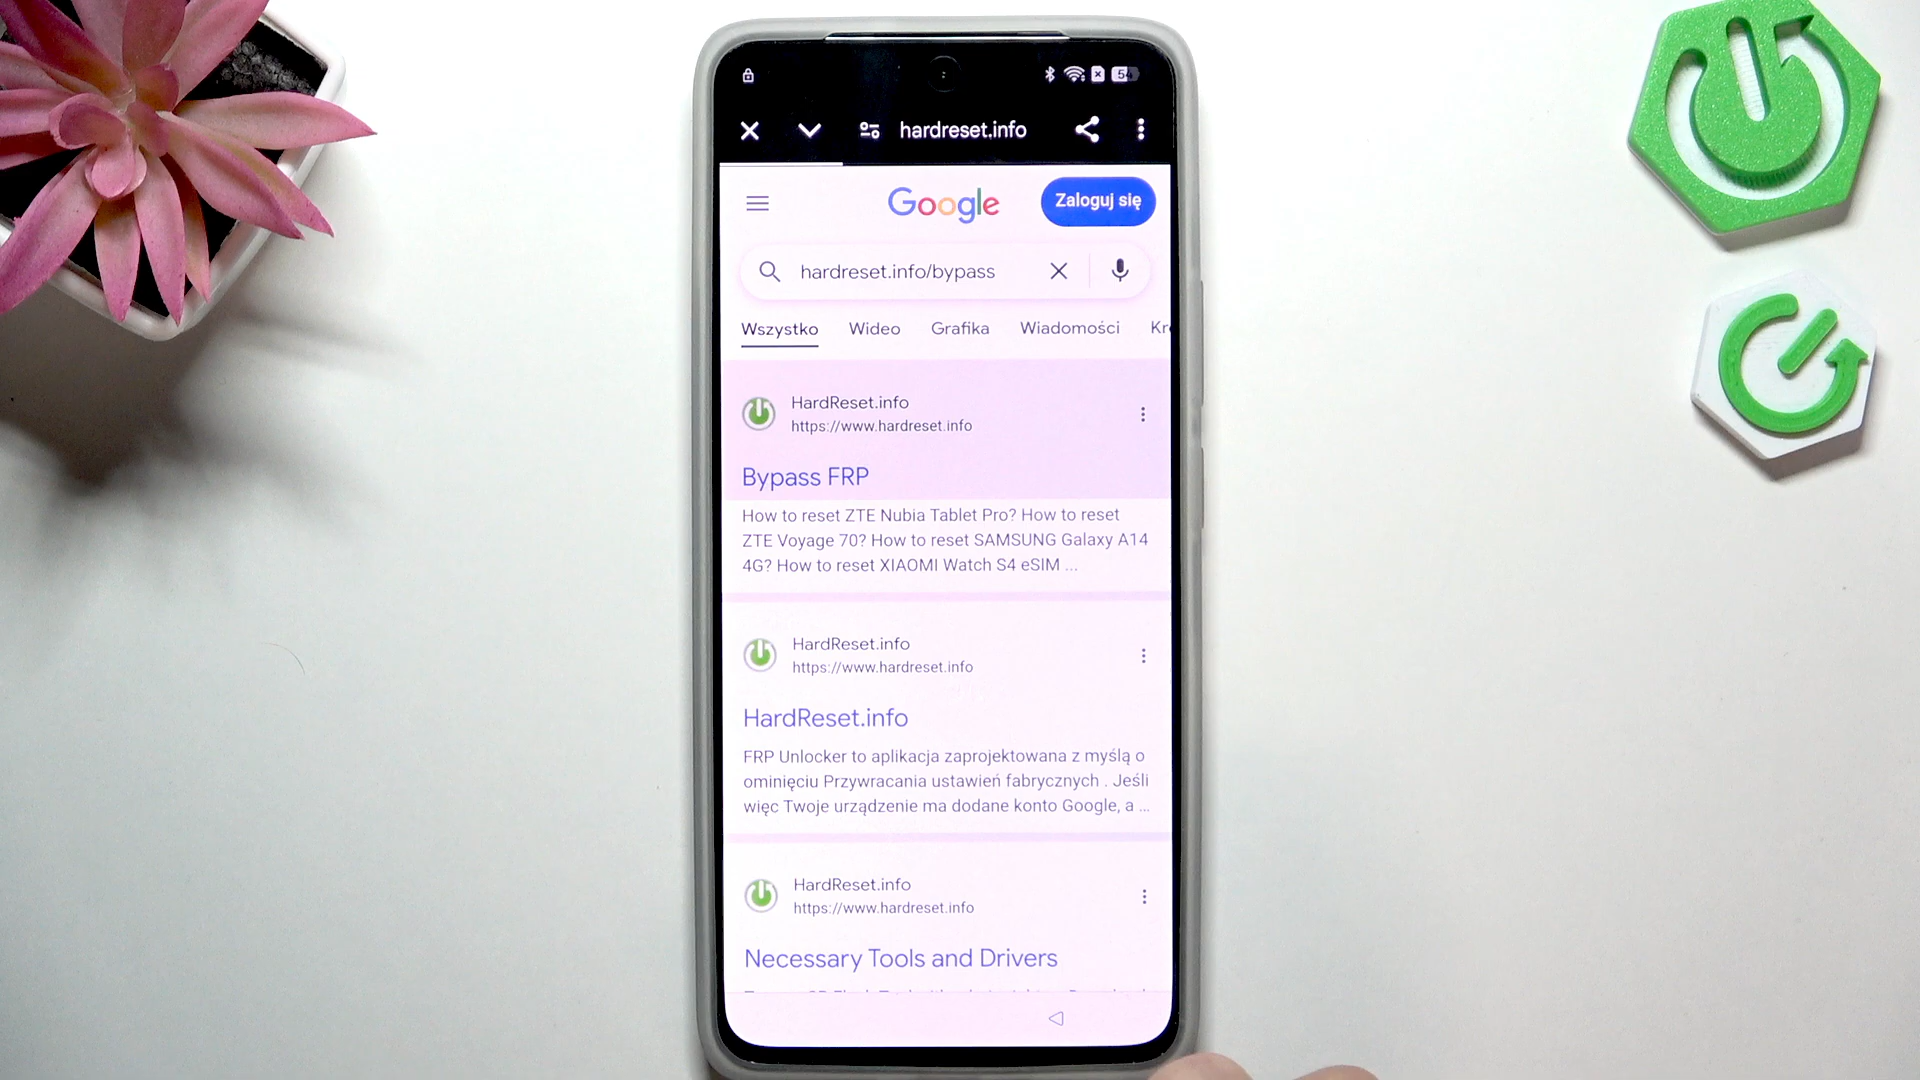 54
hardreset.info
Google
Zaloguj się
hardreset.info/bypass
Wszystko Wideo Grafika Wiadomości Kr
HardReset.info
https://www.hardreset.info
Bypass FRP
How to reset ZTE Nubia Tablet Pro? How to reset
ZTE Voyage 70? How to reset SAMSUNG Galaxy A14
4G? How to reset XIAOMI Watch S4 eSIM ...
HardReset.info
https://www.hardreset.info
HardReset.info
FRP Unlocker to aplikacja zaprojektowana z myślą o
ominięciu Przywracania ustawień fabrycznych . Jeśli
więc Twoje urządzenie ma dodane konto Google, a ...
HardReset.info
https://www.hardreset.info
Necessary Tools and Drivers